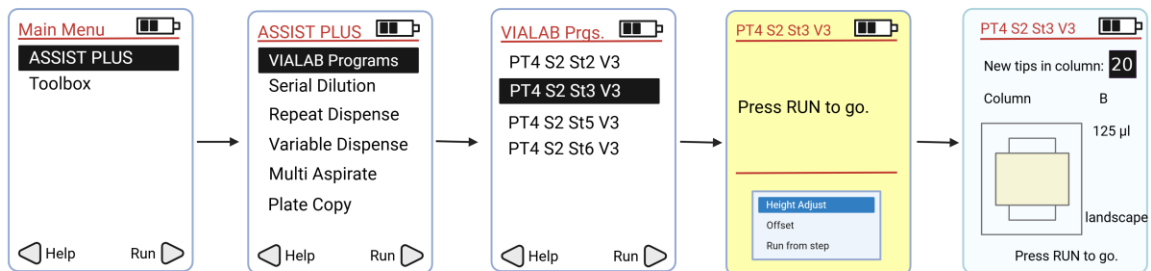 Main Menu
ASSIST PLUS
Toolbox
Help Run
ASSIST PLUS
VIALAB Programs
Serial Dilution
Repeat Dispense
Variable Dispense
Multi Aspirate
Plate Copy
Help Run
VIALAB Prgs.
PT4 S2 St2 V3
PT4 S2 St3 V3
PT4 S2 St5 V3
PT4 S2 St6 V3
Help Run
PT4 S2 St3 V3
Press RUN to go.
Height Adjust
Offset
Run from step
PT4 S2 St3 V3
New tips in column: 20
Column B
125 µl
landscape
Press RUN to go.